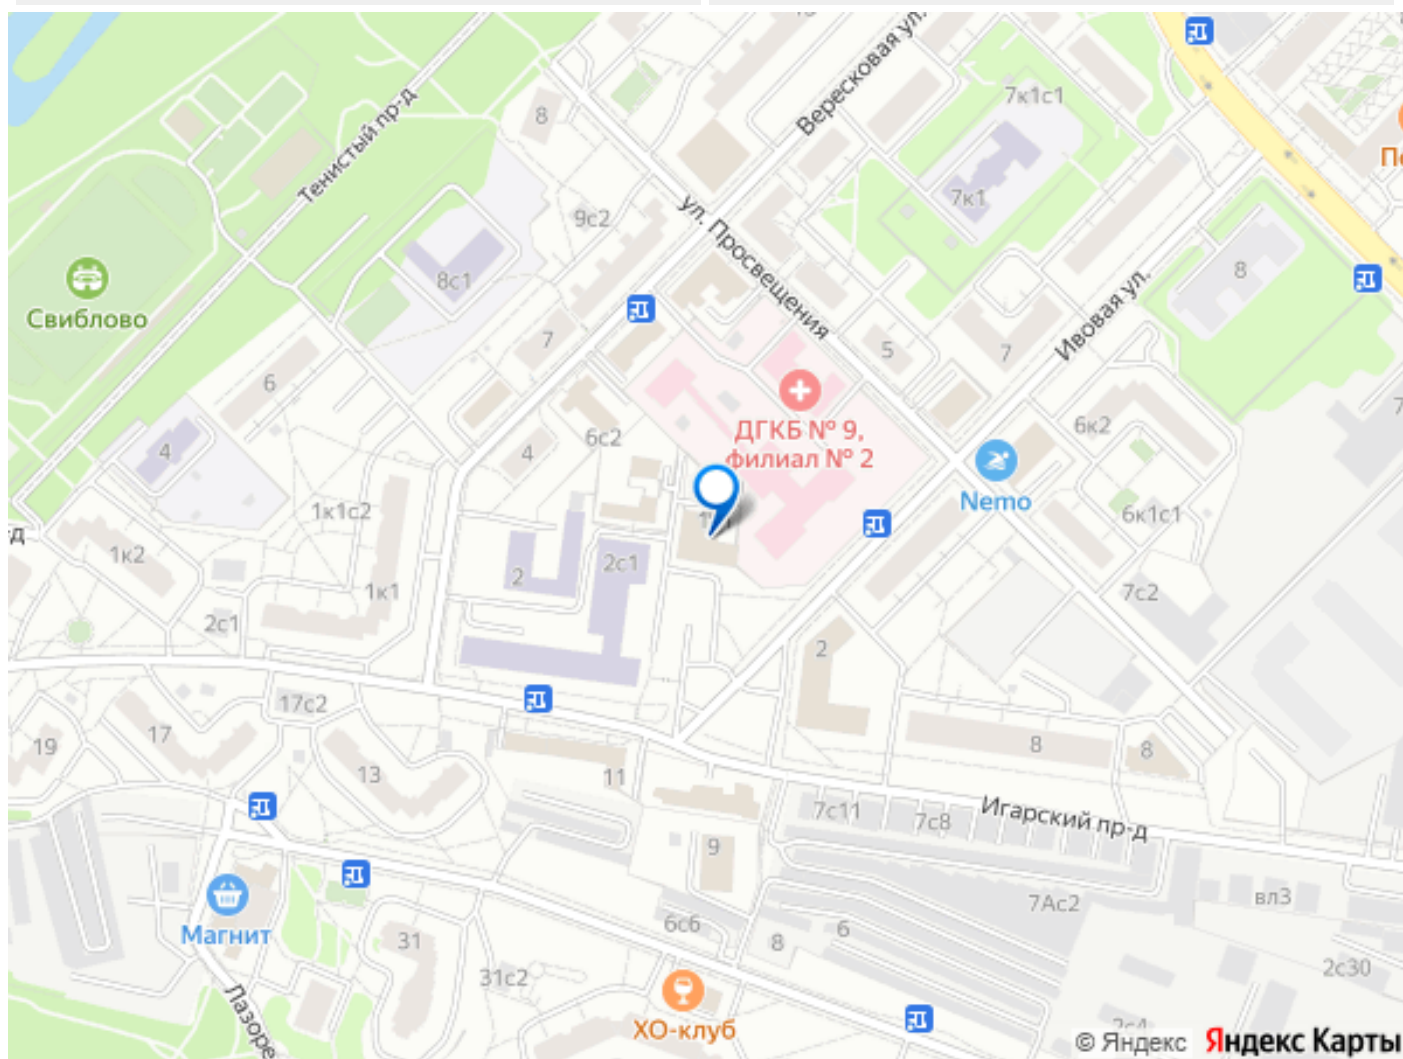 Вересковая ул.
7к1с1
8
Тенистый пр-д
7к1
ул. Просвещения
9с2
8
8с1
Ивовая ул.
Свиблово
7
5
7
6
6к2
ДГКБ № 9,
филиал № 2
6с2
4
4
Nemo
1к1с2
6к1с1
1к2
2с1
2
1к1
7с2
2с1
2
17с2
17
19
8
8
13
11
Игарский пр-д
7с11
7с8
9
7Ас2
вл3
Магнит
6с6
6
31
8
31с2
2с30
Лазоре
ХО-клуб
© Яндекс
Яндекс Карты